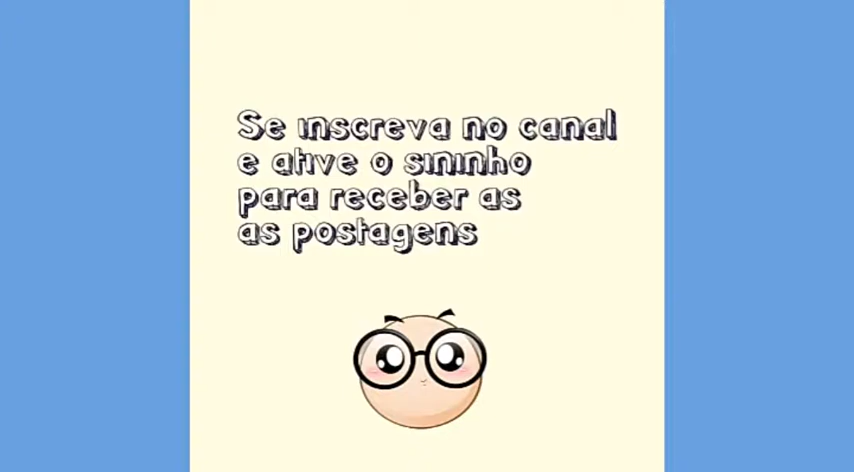 Se inscreva no canal
e ative o sininho
para receber as
as postagens